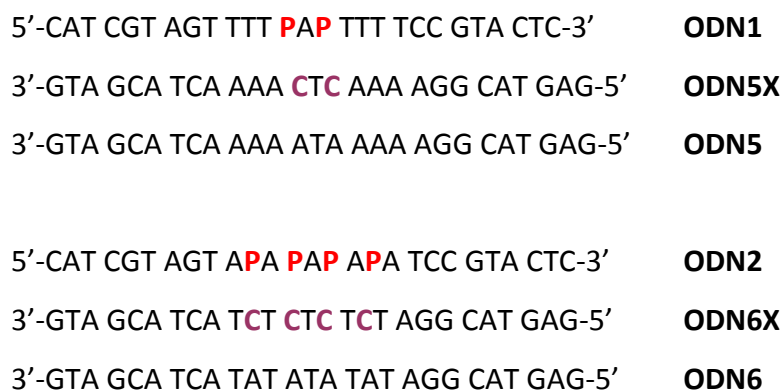 5’-CAT CGT AGT TTT PAP TTT TCC GTA CTC-3’ ODN1
3’-GTA GCA TCA AAA CTC AAA AGG CAT GAG-5’ ODN5X
3’-GTA GCA TCA AAA ATA AAA AGG CAT GAG-5’ ODN5
5’-CAT CGT AGT APA PAP APA TCC GTA CTC-3’ ODN2
3’-GTA GCA TCA TCT CTC TCT AGG CAT GAG-5’ ODN6X
3’-GTA GCA TCA TAT ATA TAT AGG CAT GAG-5’ ODN6